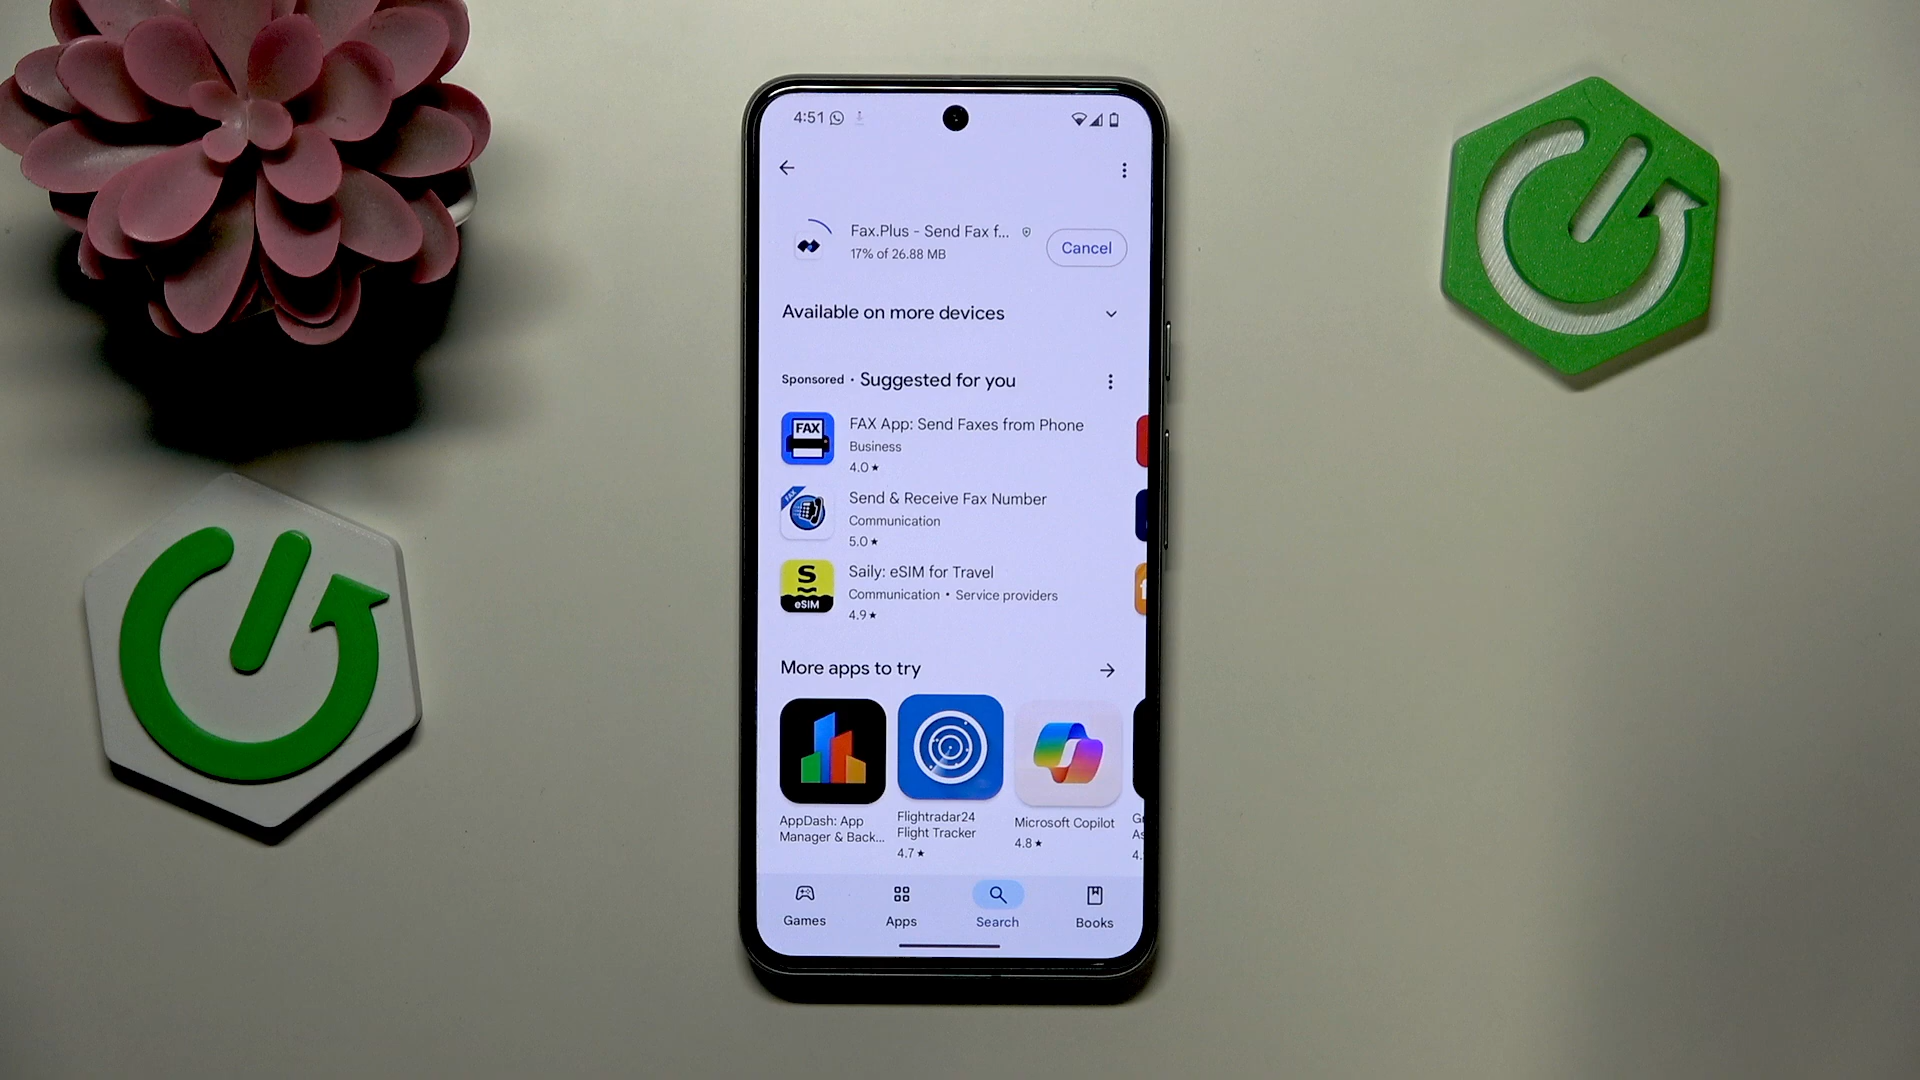 4:51
Fax.Plus - Send Fax f...
17% of 26.88 MB
Cancel
Available on more devices
Sponsored • Suggested for you
FAX
FAX App: Send Faxes from Phone
Business
4.0★
FAX
Send & Receive Fax Number
Communication
5.0★
S
eSIM
Saily: eSIM for Travel
Communication • Service providers
4.9★
More apps to try
AppDash: App
Manager & Back...
Flightradar24
Flight Tracker
4.7★
Microsoft Copilot
4.8★
Games
Apps
Search
Books